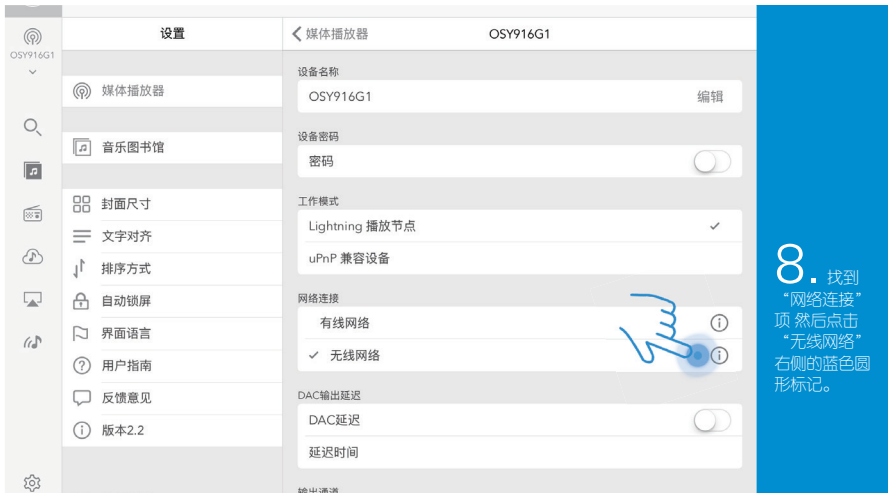 OSY916G1
设置
媒体播放器
音乐图书馆
封面尺寸
文字对齐
排序方式
自动锁屏
界面语言
用户指南
反馈意见
版本2.2
媒体播放器
OSY916G1
设备名称
OSY916G1 编辑
设备密码
密码
工作模式
Lightning 播放节点
uPnP 兼容设备
网络连接
有线网络
无线网络
DAC输出延迟
DAC延迟
延迟时间
输出通道
8. 找到
“网络连接”
项 然后点击
“无线网络”
右侧的蓝色圆
形标记。